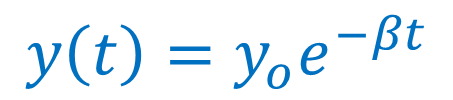 y(t) = yₒe^{−βt}